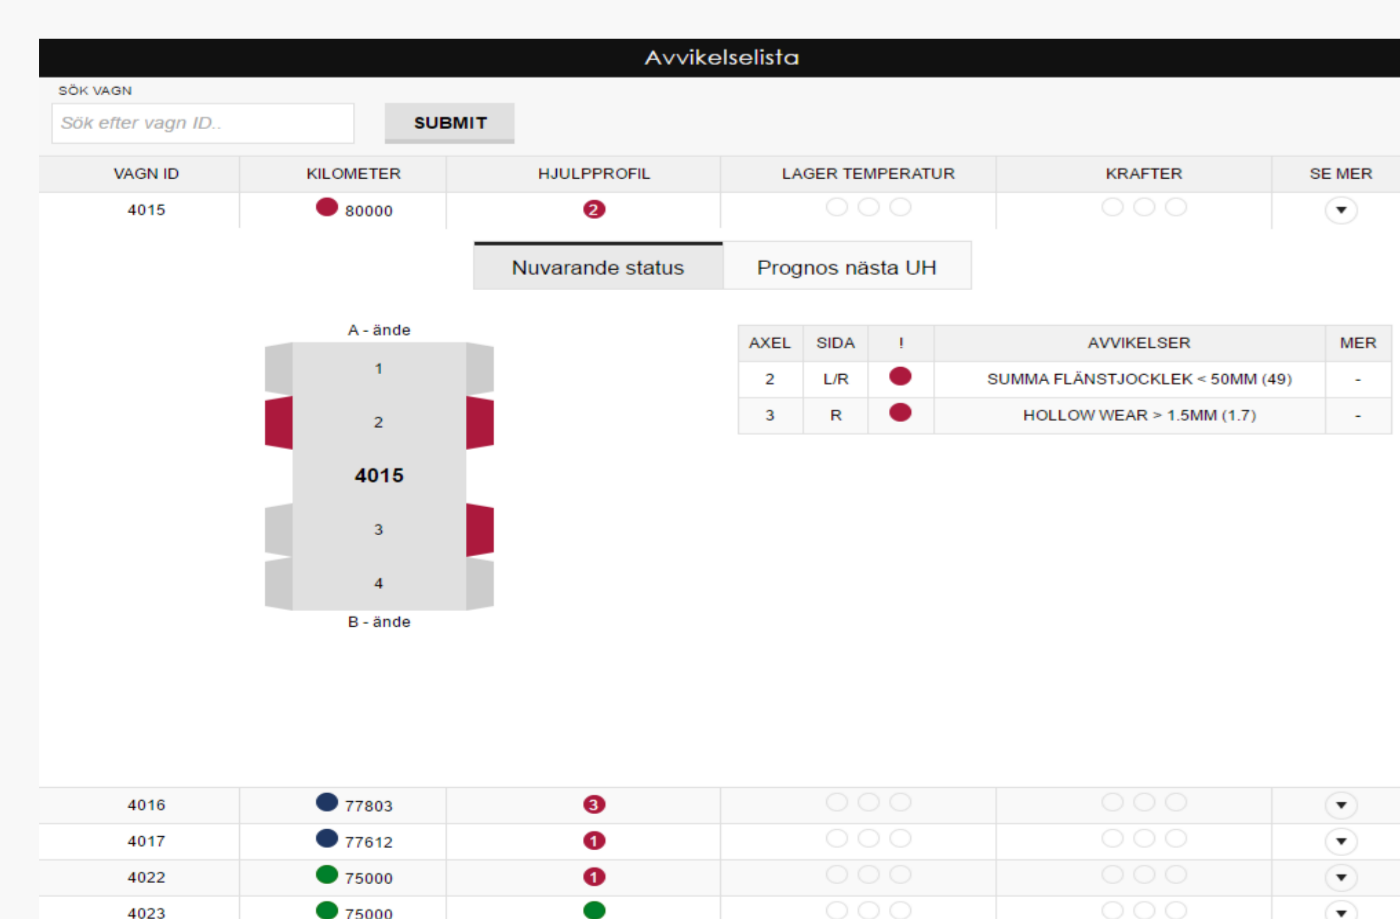 Avvikelselista
SÖK VAGN
Sök efter vagn ID..
SUBMIT
VAGN ID KILOMETER HJULPPROFIL LAGER TEMPERATUR KRAFTER SE MER
4015 80000 2
Nuvarande status Prognos nästa UH
A - ände
1
2
4015
3
4
B - ände
AXEL SIDA ! AVVIKELSER MER
2 L/R SUMMA FLÄNSTJOCKLEK < 50MM (49) -
3 R HOLLOW WEAR > 1.5MM (1.7) -
4016 77803 3
4017 77612 1
4022 75000 1
4023 75000